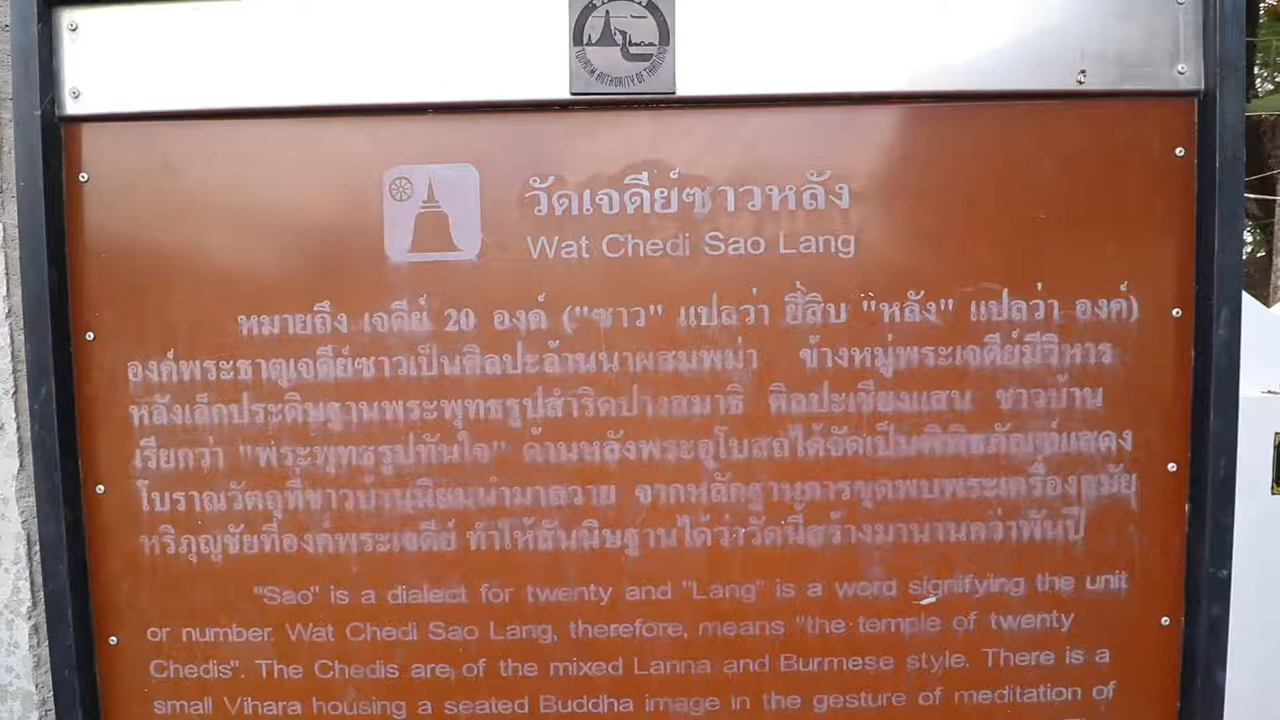 TOURISM AUTHORITY OF THAILAND
วัดเจดีย์ซาวหลัง
Wat Chedi Sao Lang
หมายถึง เจดีย์ 20 องค์ ("ซาว" แปลว่า ยี่สิบ "หลัง" แปลว่า องค์)
องค์พระธาตุเจดีย์ซาวเป็นศิลปะล้านนาผสมพม่า ข้างหมู่พระเจดีย์มีวิหาร
หลังเล็กประดิษฐานพระพุทธรูปสำริดปางสมาธิ ศิลปะเชียงแสน ชาวบ้าน
เรียกว่า "พระพุทธรูปทันใจ" ด้านหลังพระอุโบสถได้จัดเป็นพิพิธภัณฑ์แสดง
โบราณวัตถุที่ชาวบ้านนิยมนำมาถวาย จากหลักฐานการขุดพบพระเครื่องสมัย
หริภุญชัยที่องค์พระเจดีย์ ทำให้สันนิษฐานได้ว่าวัดนี้สร้างมานานกว่าพันปี
"Sao" is a dialect for twenty and "Lang" is a word signifying the unit
or number. Wat Chedi Sao Lang, therefore, means "the temple of twenty
Chedis". The Chedis are of the mixed Lanna and Burmese style. There is a
small Vihara housing a seated Buddha image in the gesture of meditation of